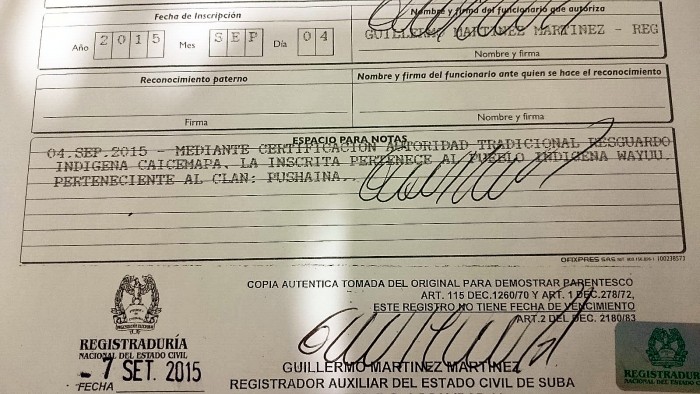 Fecha de Inscripción
Nombre y firma del funcionario que autoriza
Año 2 0 1 5 Mes S E P Día 0 4
GUILLERMO MARTINEZ MARTINEZ - REG
Nombre y firma
Reconocimiento paterno
Nombre y firma del funcionario ante quien se hace el reconocimiento
Firma
Nombre y firma
ESPACIO PARA NOTAS
04.SEP.2015 - MEDIANTE CERTIFICACION AUTORIDAD TRADICIONAL RESGUARDO
INDIGENA CAICEMAPA. LA INSCRITA PERTENECE AL PUEBLO INDIGENA WAYUU.
PERTENECIENTE AL CLAN: PUSHAINA..
OFIXPRES SAS
COPIA AUTENTICA TOMADA DEL ORIGINAL PARA DEMOSTRAR PARENTESCO
ART. 115 DEC.1260/70 Y ART. 1 DEC.278/72,
ESTE REGISTRO NO TIENE FECHA DE VENCIMIENTO
ART.2 DEL DEC. 2180/83
REGISTRADURÍA
NACIONAL DEL ESTADO CIVIL
- 7 SET. 2015
FECHA
GUILLERMO MARTINEZ MARTINEZ
REGISTRADOR AUXILIAR DEL ESTADO CIVIL DE SUBA
REGISTRADUR